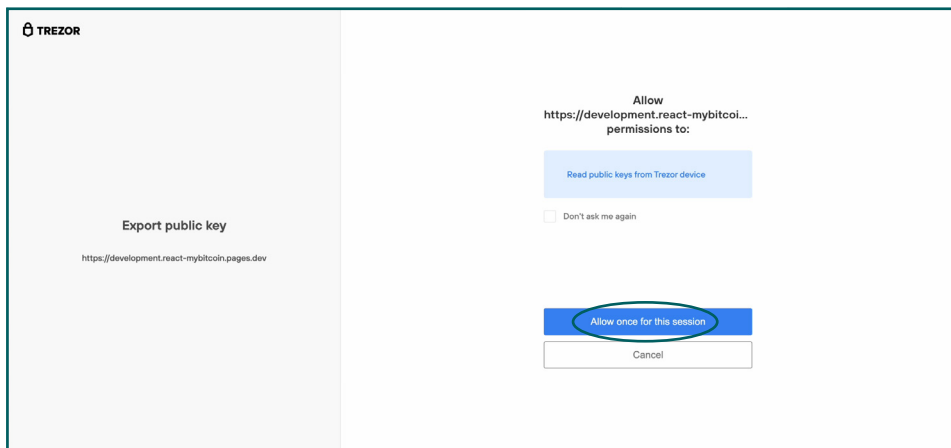 TREZOR
Export public key
https://development.react-mybitcoin.pages.dev
Allow
https://development.react-mybitcoi...
permissions to:
Read public keys from Trezor device
Don't ask me again
Allow once for this session
Cancel